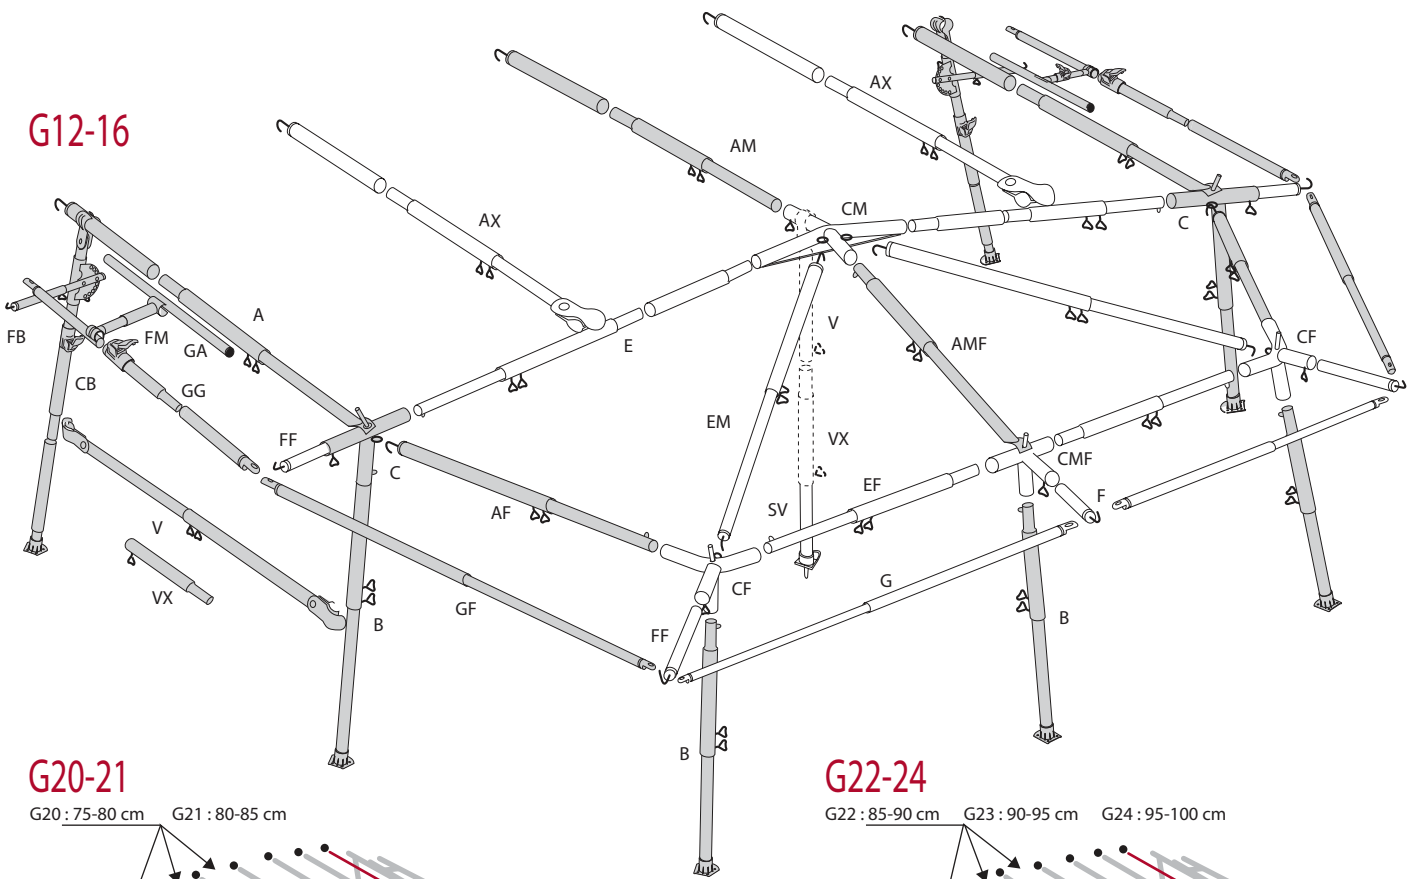 G12-16
AX
AM
AX
CM
C
A
FB
FM
GA
V
E
AMF
CF
CB
GG
EM
FF
C
VX
CMF
EF
F
AF
SV
V
G
CF
VX
GF
B
FF
B
B
G20-21
G22-24
G20 : 75-80 cm G21 : 80-85 cm
G22 : 85-90 cm G23 : 90-95 cm G24 : 95-100 cm